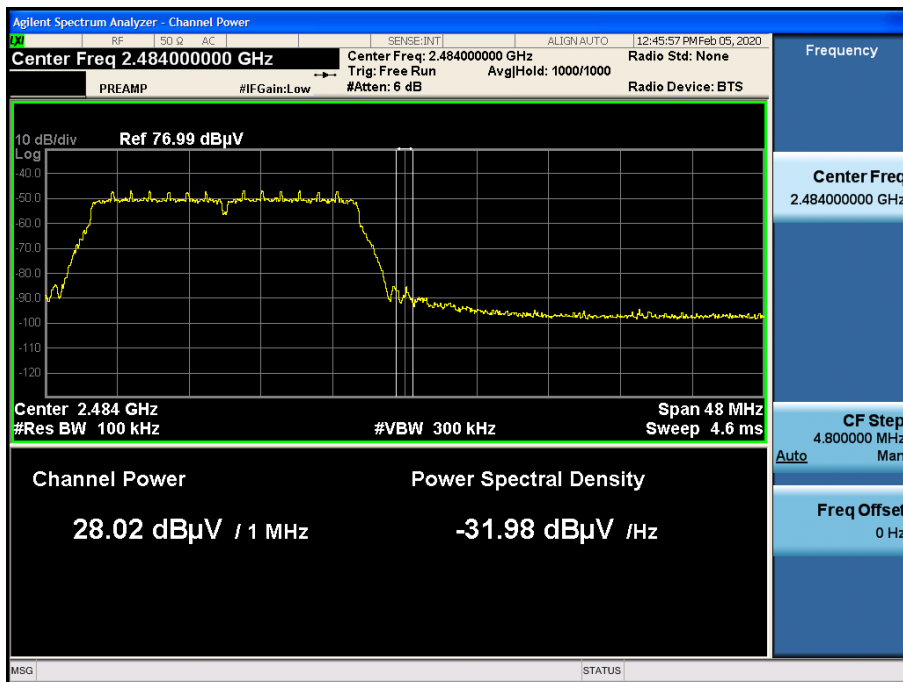 Agilent Spectrum Analyzer - Channel Power
LXI RF 50 Ω AC SENSE:INT ALIGN AUTO 12:45:57 PM Feb 05, 2020
Center Freq 2.484000000 GHz
Center Freq: 2.484000000 GHz
Radio Std: None
Trig: Free Run Avg|Hold: 1000/1000
PREAMP #IFGain:Low #Atten: 6 dB Radio Device: BTS
Frequency
10 dB/div Ref 76.99 dBµV
Log
-40.0
-50.0
-60.0
-70.0
-80.0
-90.0
-100
-110
-120
Center 2.484 GHz Span 48 MHz
#Res BW 100 kHz #VBW 300 kHz Sweep 4.6 ms
Channel Power Power Spectral Density
28.02 dBµV / 1 MHz -31.98 dBµV /Hz
Center Freq
2.484000000 GHz
CF Step
4.800000 MHz
Auto Man
Freq Offset
0 Hz
MSG STATUS